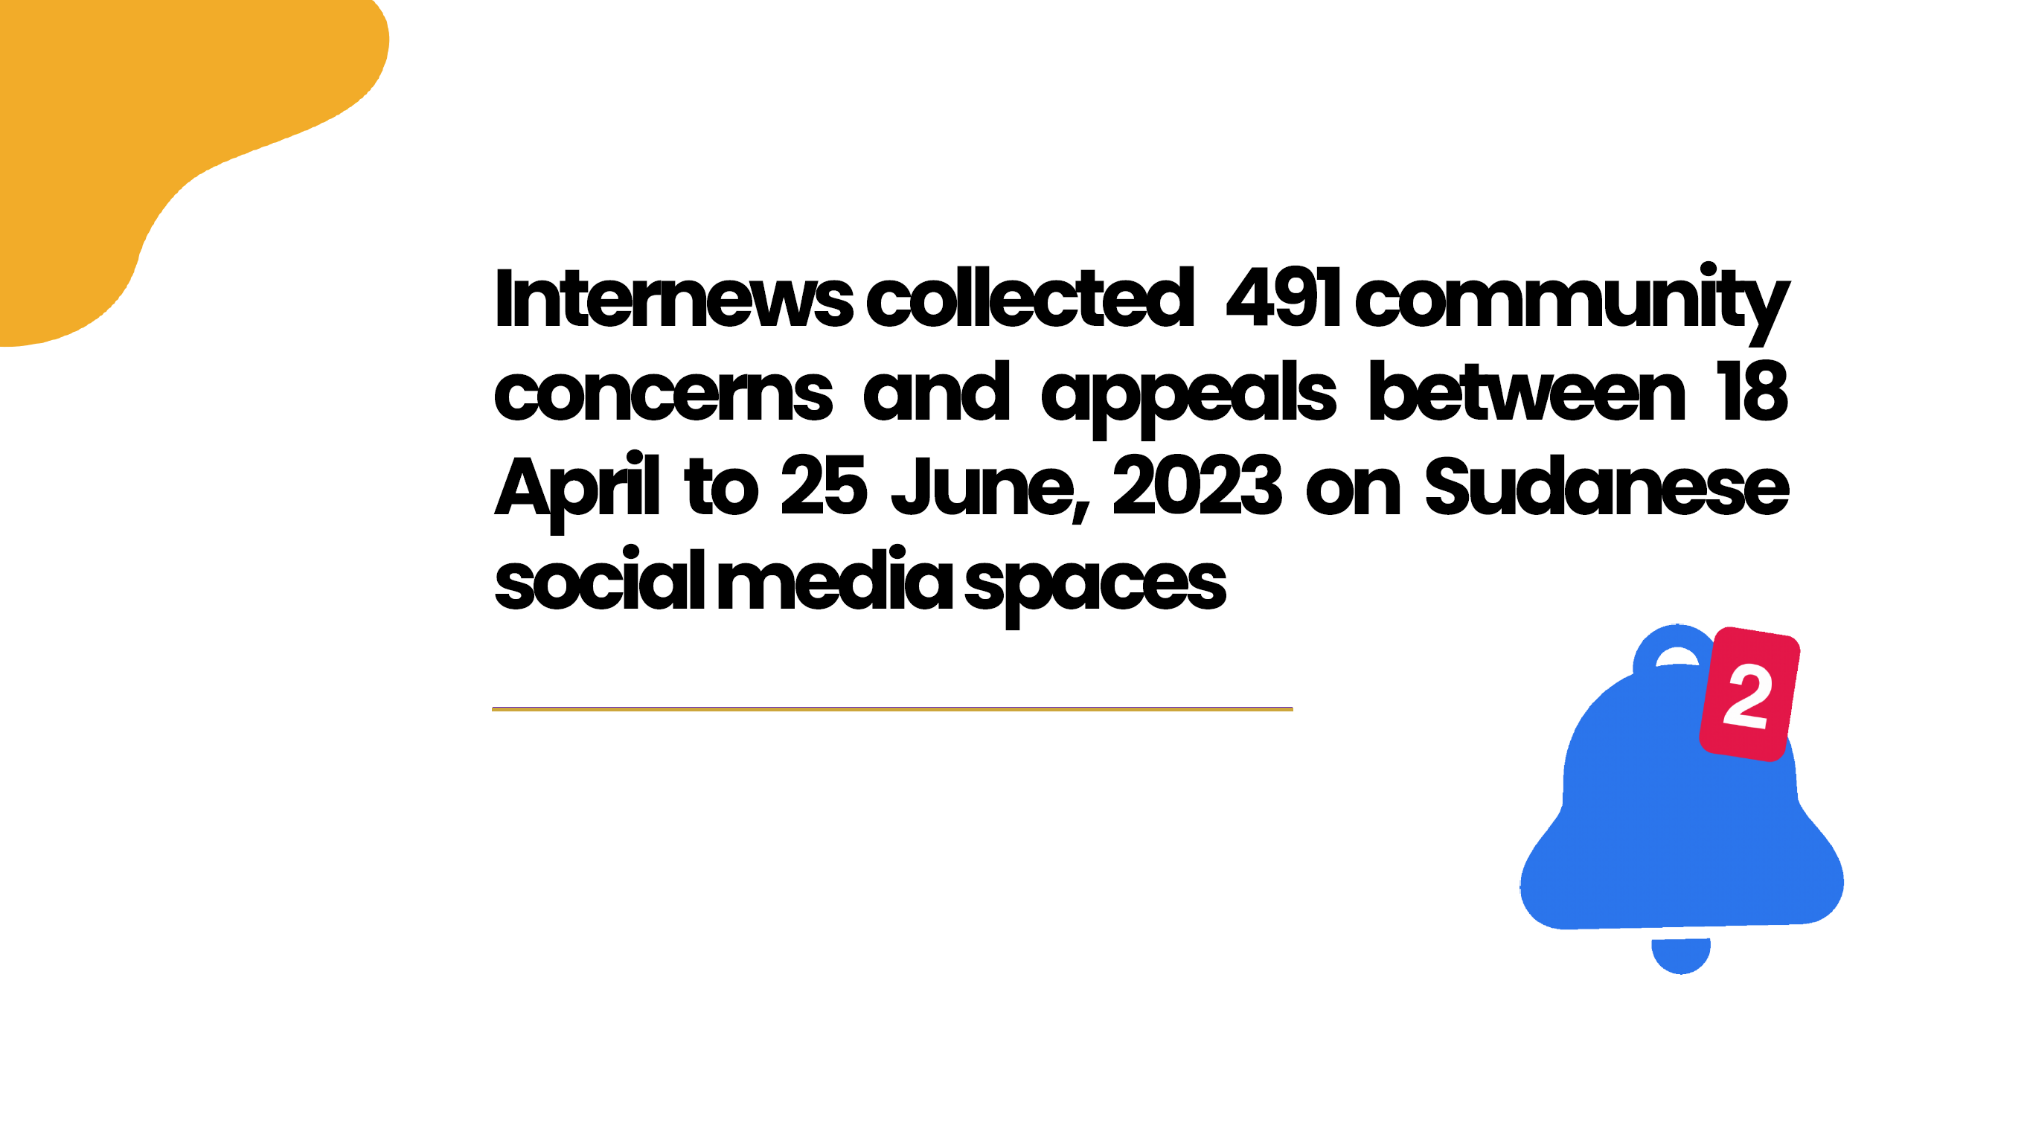 Internews collected 491 community
concerns and appeals between 18
April to 25 June, 2023 on Sudanese
social media spaces
2